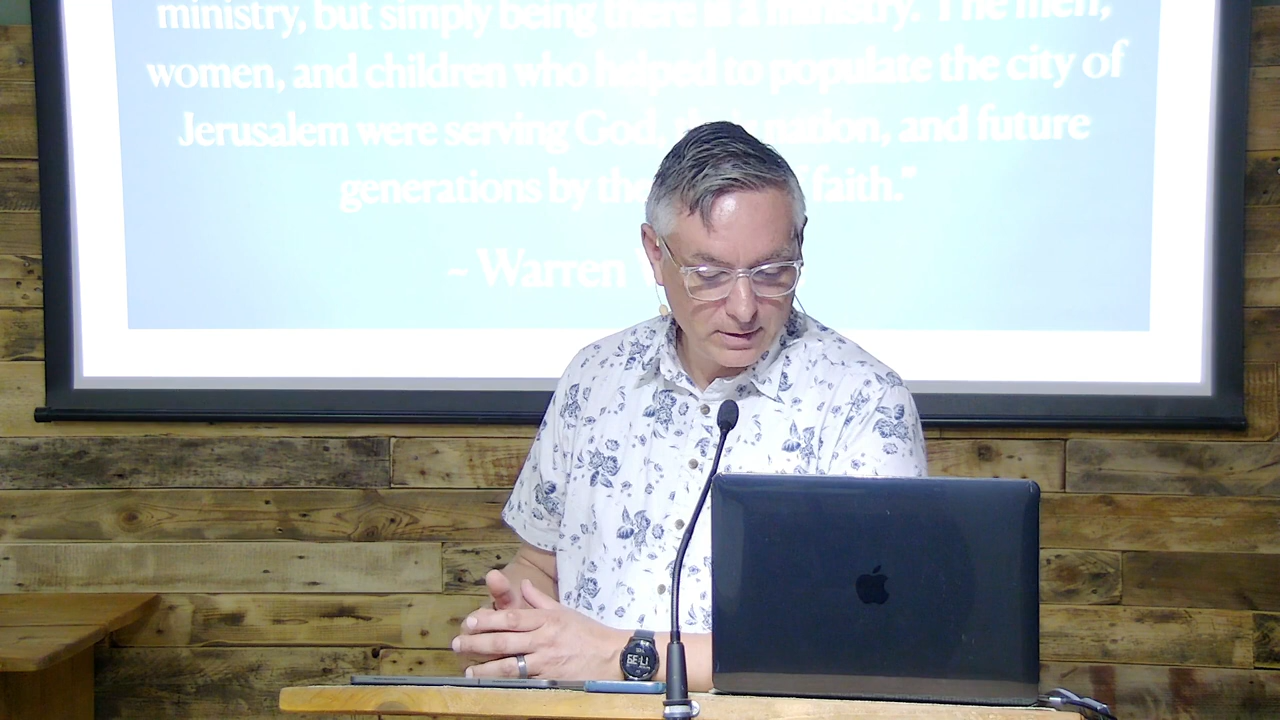 ministry, but simply being there is a ministry. The men,
women, and children who helped to populate the city of
Jerusalem were serving God, nation, and future
generations by the faith."
~ Warren